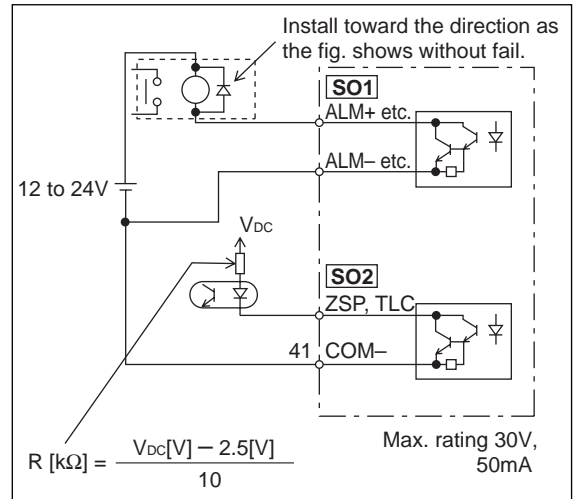 Install toward the direction as
the fig. shows without fail.
SO1
ALM+ etc.
ALM– etc.
12 to 24V
VDC
SO2
ZSP, TLC
41 COM–
Max. rating 30V,
50mA
R [kΩ] = VDC[V] – 2.5[V]
10